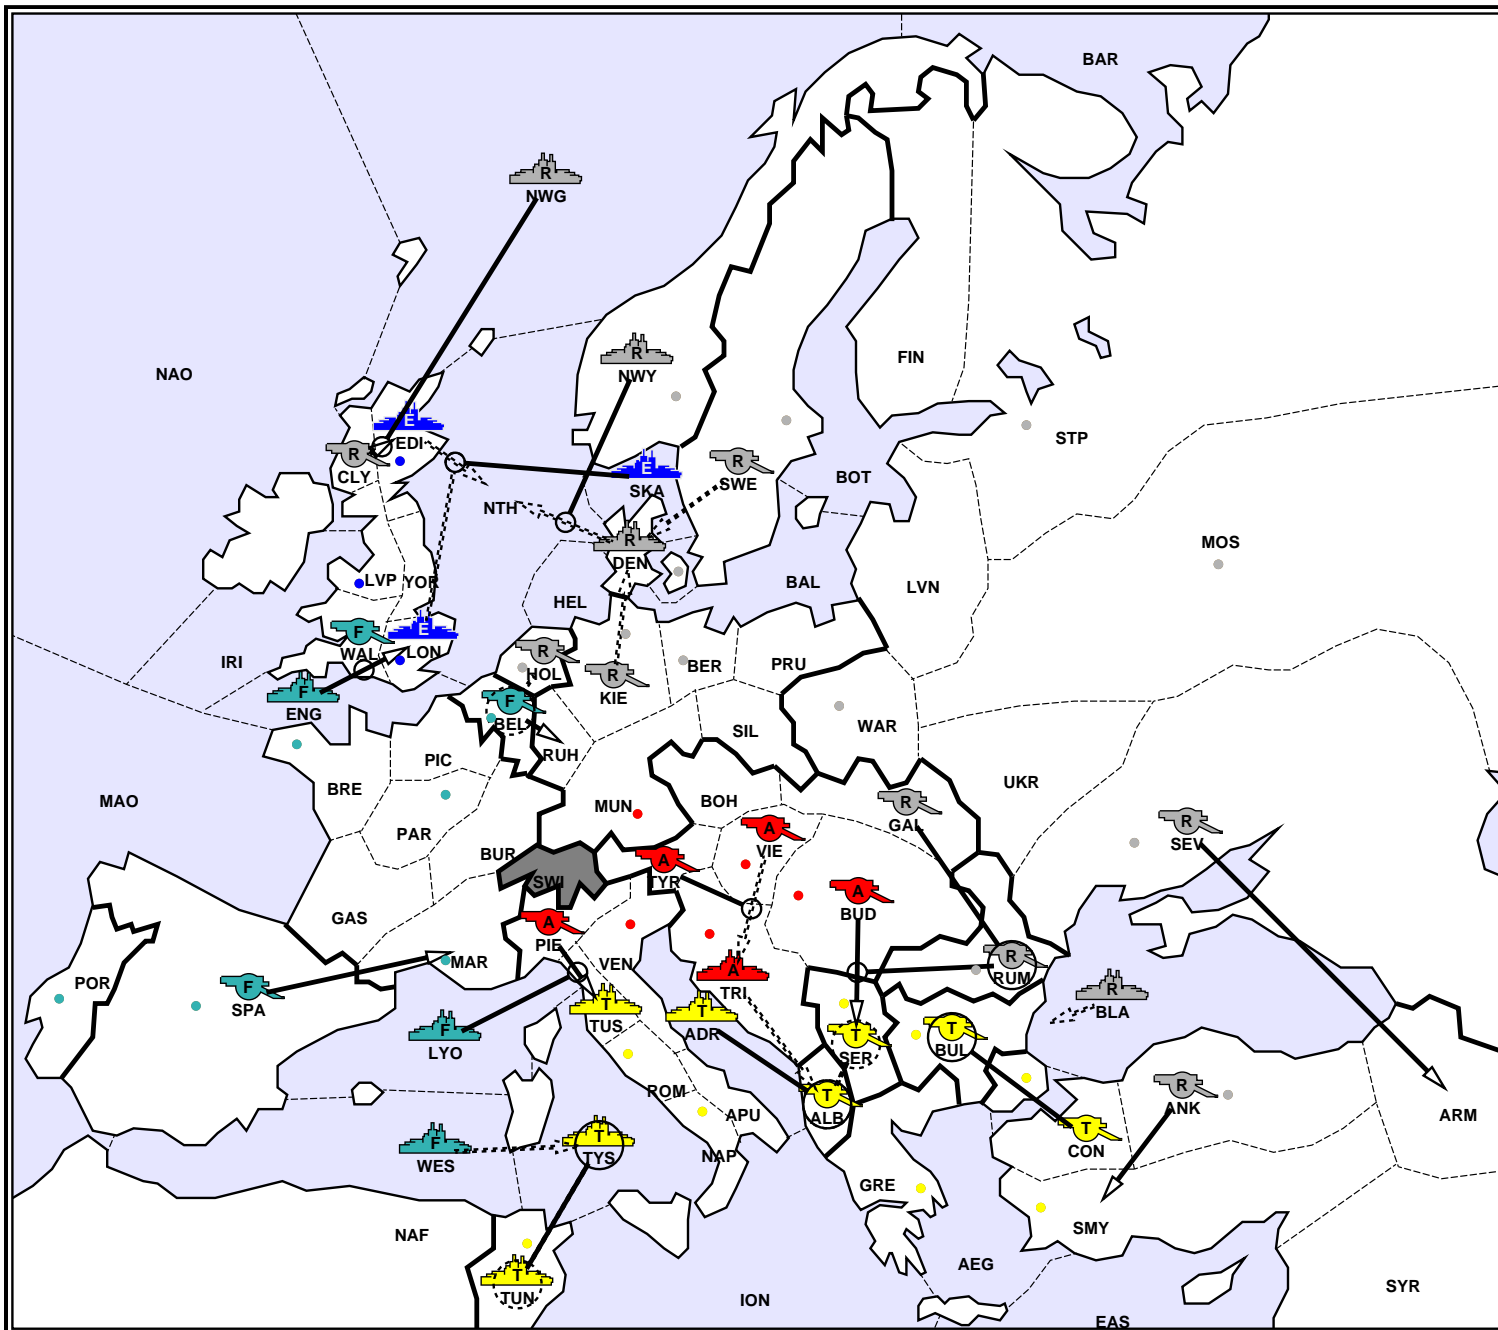 BAR
R
NWG
NAO
R
NWY
FIN
E
EDI
STP
R
CLY
E
SKA
R
SWE
BOT
NTH
R
DEN
MOS
LVP
YOR
HEL
BAL
LVN
F
WAL
E
LON
IRI
R
HOL
R
KIE
BER
PRU
F
ENG
F
BEL
WAR
SIL
RUH
PIC
UKR
BRE
MAO
MUN
BOH
R
GAL
PAR
A
VIE
R
SEV
BUR
A
TYR
SWI
A
BUD
GAS
A
PIE
VEN
MAR
R
RUM
POR
F
SPA
A
TRI
R
BLA
T
TUS
T
ADR
F
LYO
T
SER
T
BUL
ROM
T
ALB
R
ANK
APU
ARM
F
WES
T
TYS
NAP
T
CON
GRE
SMY
NAF
AEG
T
TUN
ION
SYR
EAS